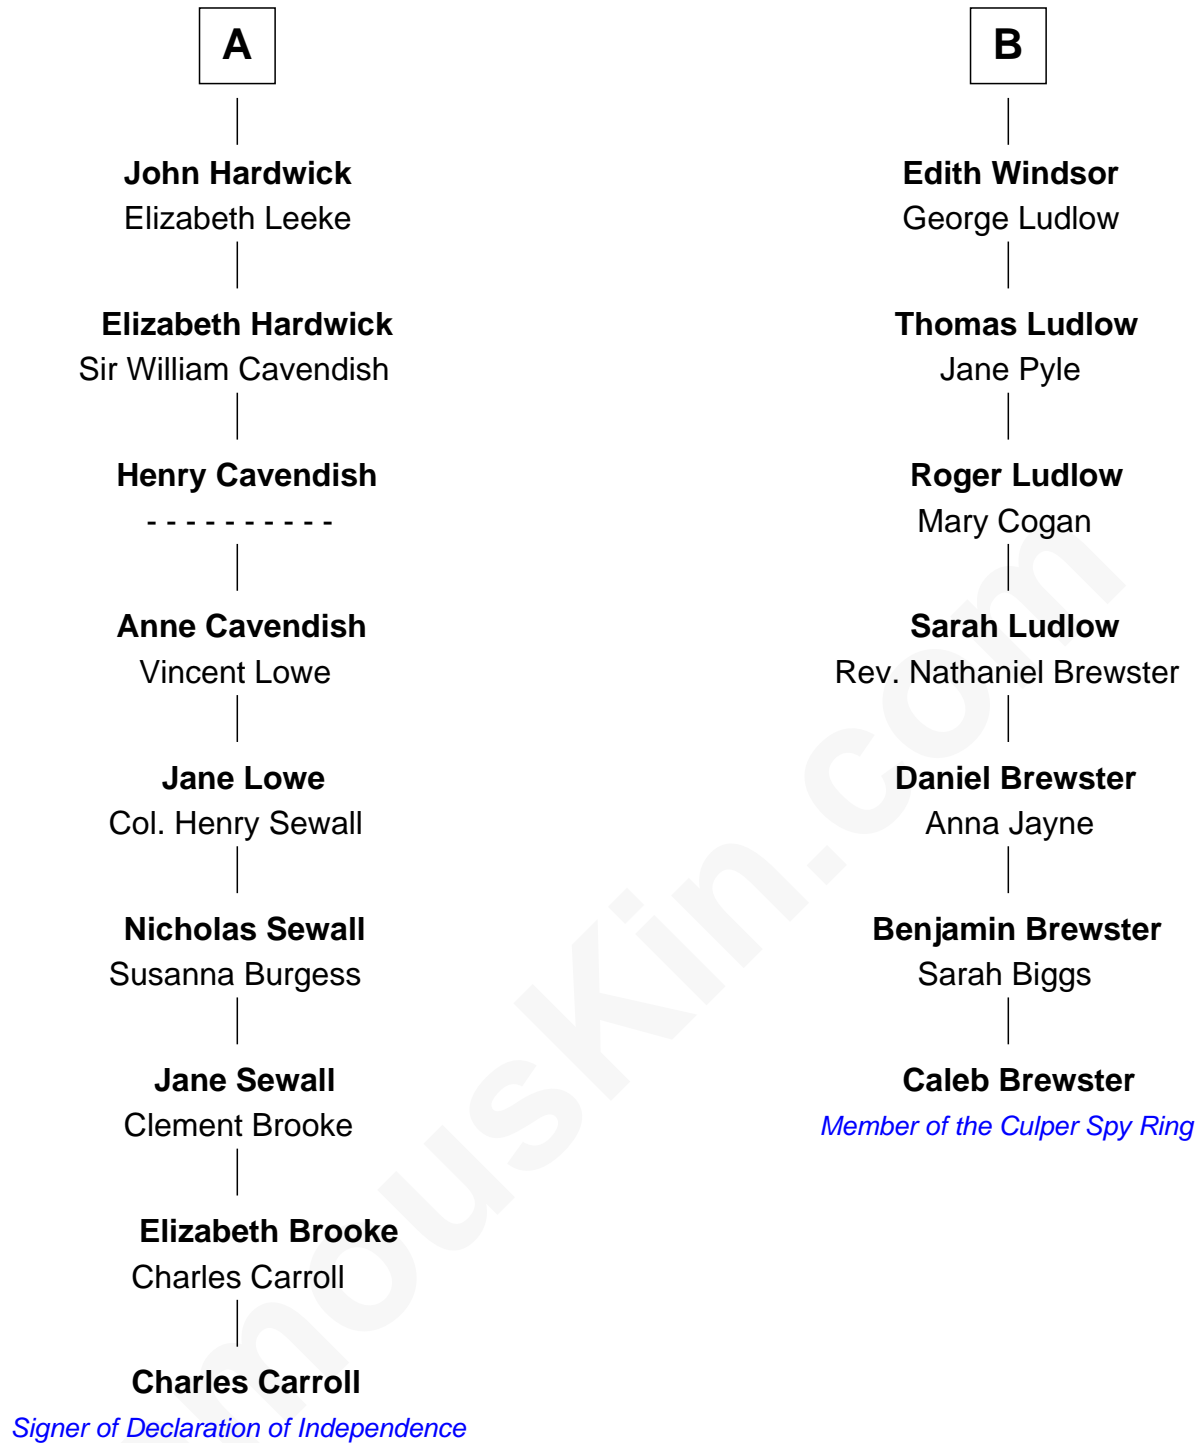 A
John Hardwick
Elizabeth Leeke
Elizabeth Hardwick
Sir William Cavendish
Henry Cavendish
- - - - - - - - - -
Anne Cavendish
Vincent Lowe
Jane Lowe
Col. Henry Sewall
Nicholas Sewall
Susanna Burgess
Jane Sewall
Clement Brooke
Elizabeth Brooke
Charles Carroll
Charles Carroll
Signer of Declaration of Independence
B
Edith Windsor
George Ludlow
Thomas Ludlow
Jane Pyle
Roger Ludlow
Mary Cogan
Sarah Ludlow
Rev. Nathaniel Brewster
Daniel Brewster
Anna Jayne
Benjamin Brewster
Sarah Biggs
Caleb Brewster
Member of the Culper Spy Ring
mousKin.com